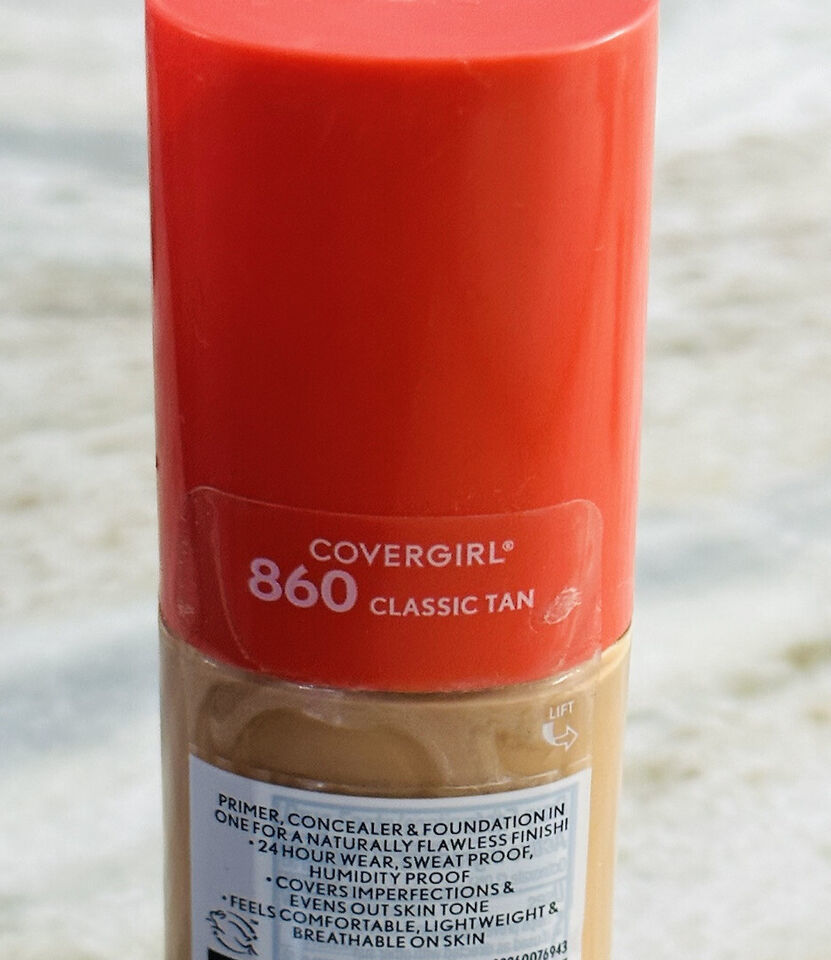 COVERGIRL®
860 CLASSIC TAN
LIFT
PRIMER, CONCEALER & FOUNDATION IN
ONE FOR A NATURALLY FLAWLESS FINISH!
• 24 HOUR WEAR, SWEAT PROOF,
HUMIDITY PROOF
• COVERS IMPERFECTIONS &
EVENS OUT SKIN TONE
• FEELS COMFORTABLE, LIGHTWEIGHT &
BREATHABLE ON SKIN